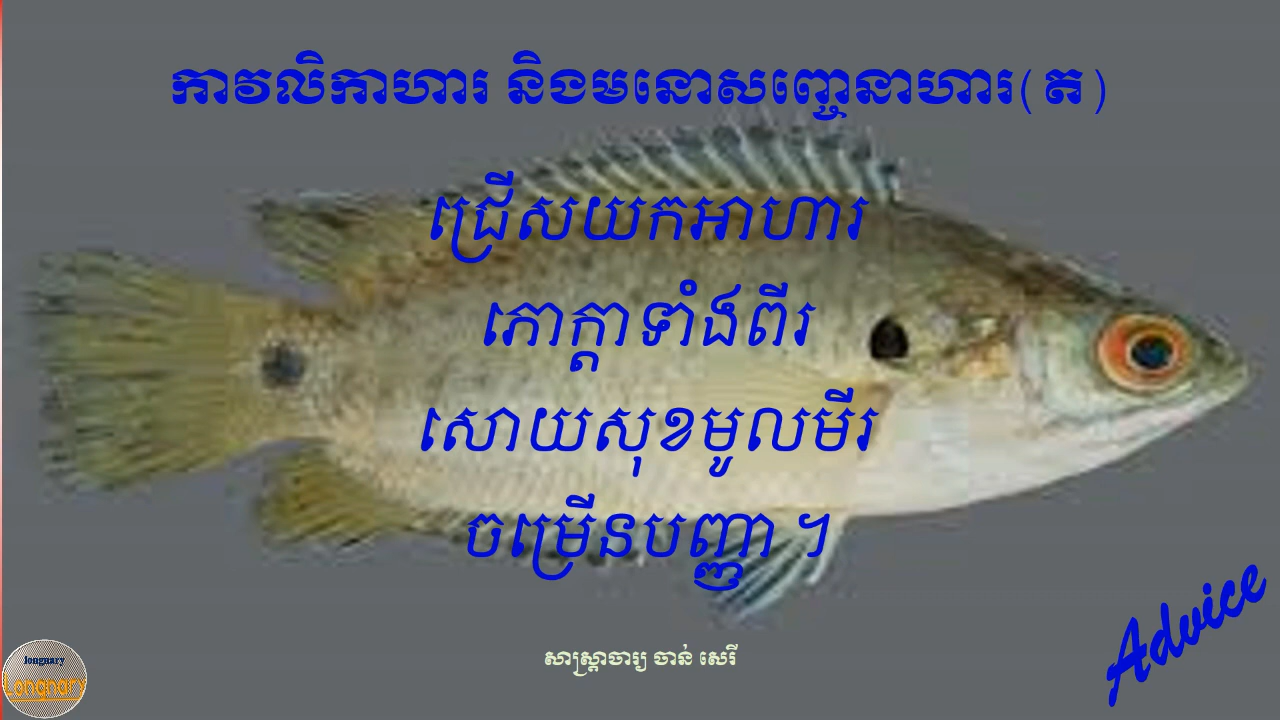 កាវលិកាហារ និងមនោសញ្ចេនាហារ(ត)
ជ្រើសយកអាហារ
ភោក្តាទាំងពីរ
សោយសុខមូលមីរ
ចម្រើនបញ្ញា ។
Advice
សាស្ត្រាចារ្យ ចាន់ សេរី
longnary
Longnary